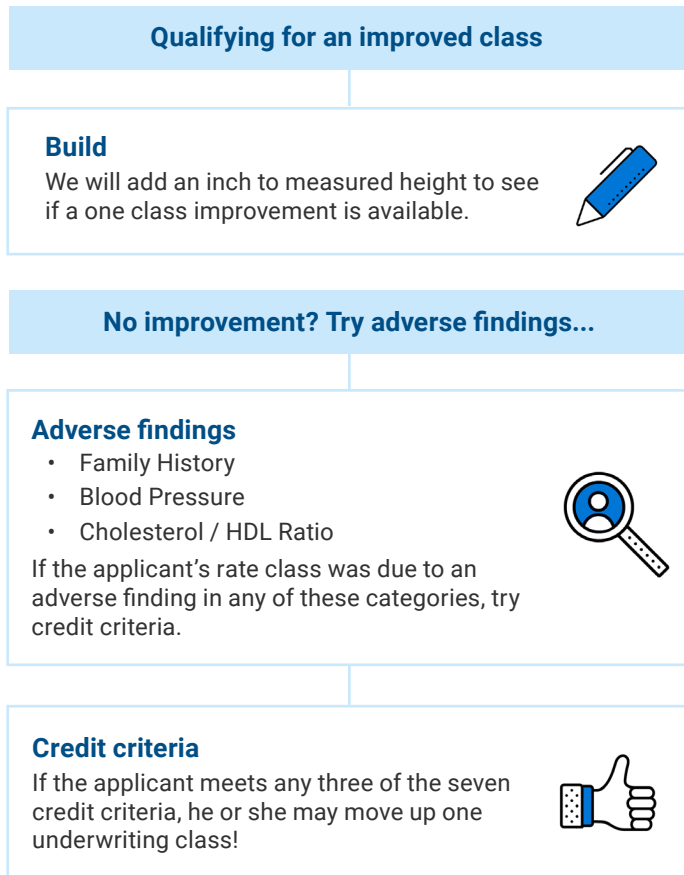 Qualifying for an improved class
Build
We will add an inch to measured height to see
if a one class improvement is available.
No improvement? Try adverse findings...
Adverse findings
• Family History
• Blood Pressure
• Cholesterol / HDL Ratio
If the applicant’s rate class was due to an
adverse finding in any of these categories, try
credit criteria.
Credit criteria
If the applicant meets any three of the seven
credit criteria, he or she may move up one
underwriting class!